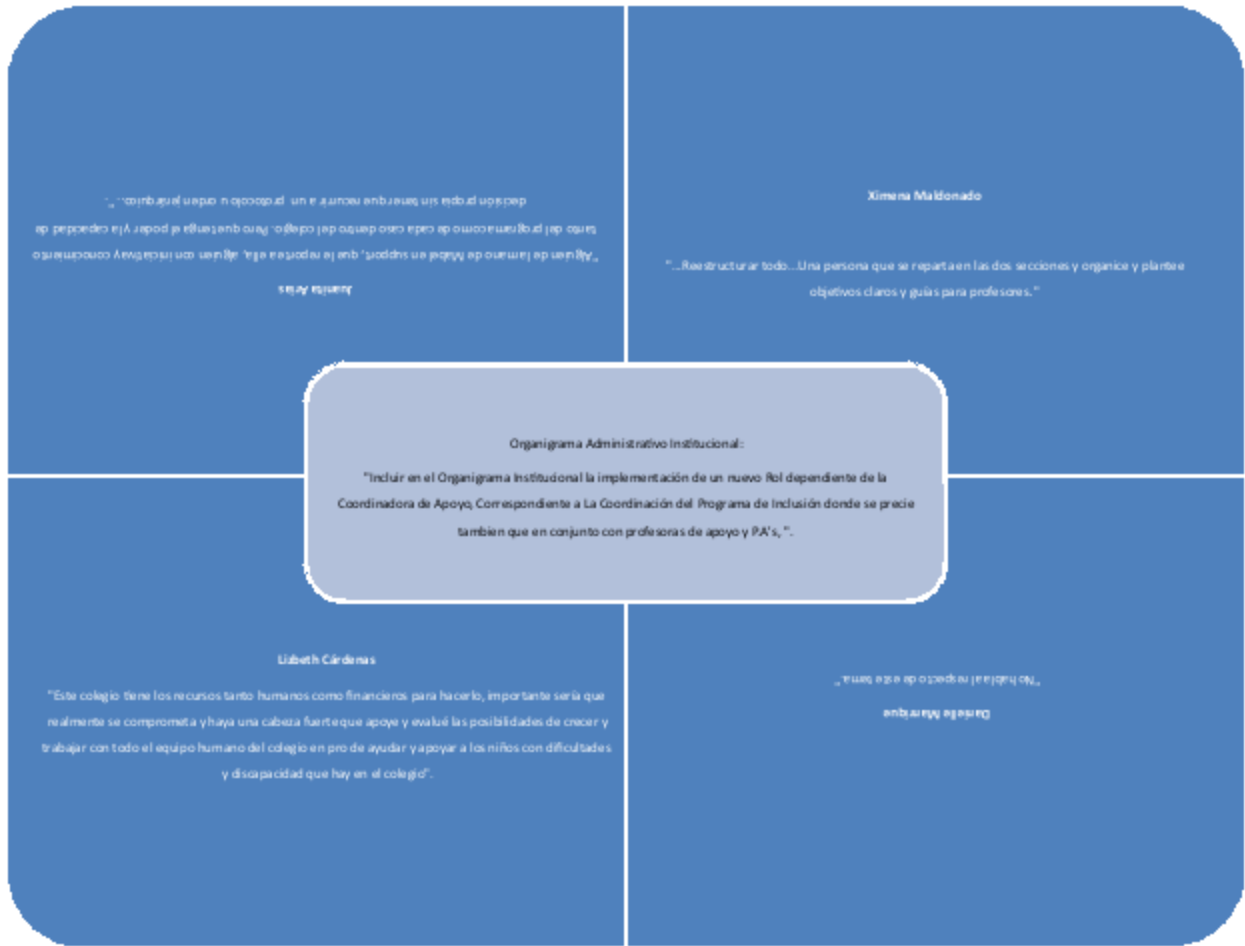 Juanita Arias
"Alguien de la mano de Mabel en support, que le reporte a ella, alguien con iniciativa y conocimiento
tanto del programa como de cada caso dentro del colegio. Pero que tenga el poder y la capacidad de
decisión propia sin tener que recurrir a un protocolo u orden jerárquico... ".
Ximena Maldonado
"...Reestructurar todo...Una persona que se reparta en las dos secciones y organice y plantee
objetivos claros y guías para profesores."
Organigrama Administrativo Institucional:
"Incluir en el Organigrama Institucional la implementación de un nuevo Rol dependiente de la
Coordinadora de Apoyo, Correspondiente a La Coordinación del Programa de Inclusión donde se precie
tambien que en conjunto con profesoras de apoyo y P.A's, ".
Lizbeth Cárdenas
"Este colegio tiene los recursos tanto humanos como financieros para hacerlo, importante sería que
realmente se comprometa y haya una cabeza fuerte que apoye y evalué las posibilidades de crecer y
trabajar con todo el equipo humano del colegio en pro de ayudar y apoyar a los niños con dificultades
y discapacidad que hay en el colegio".
Danielle Manrique
"No habla al respecto de este tema."